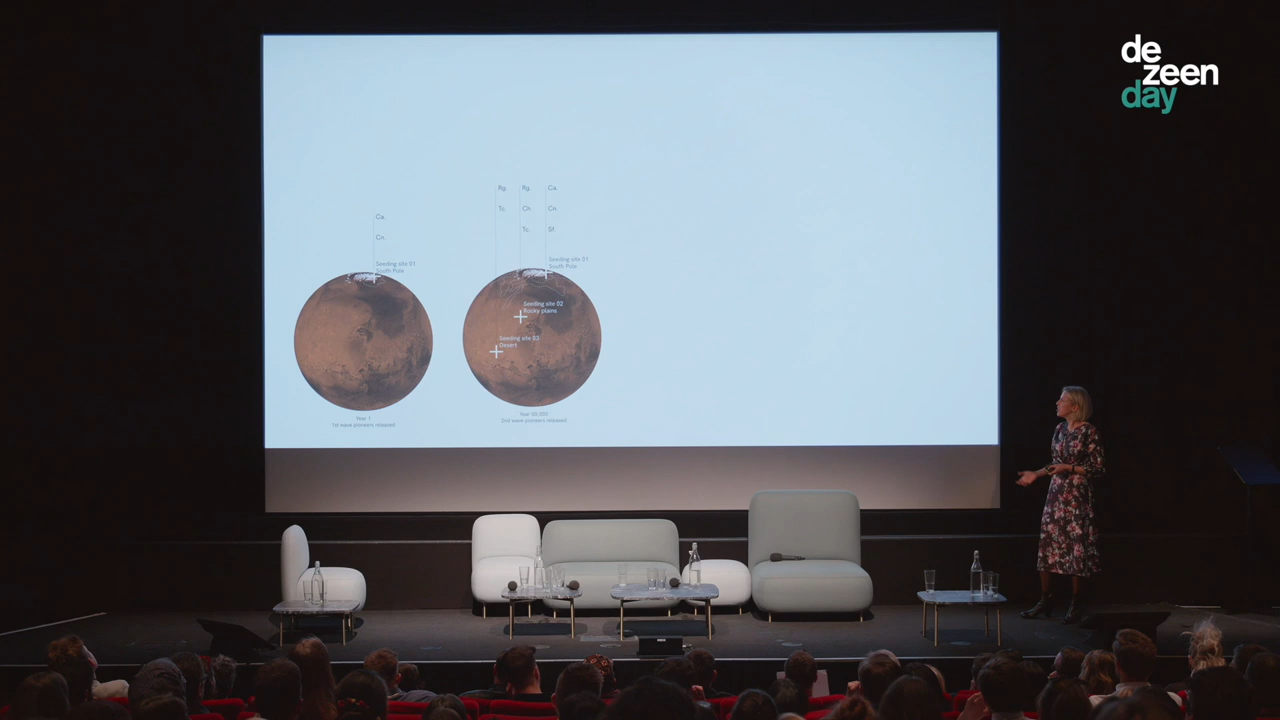 de
zeen
day
Ca.
Cn.
Seeding site 01
South Pole
Year 1
1st wave pioneers released
Rg.
Rg.
Ca.
Tc.
Ch.
Cn.
Tc.
Sf.
Seeding site 01
South Pole
Seeding site 02
Rocky plains
Seeding site 03
Desert
2nd wave pioneers released